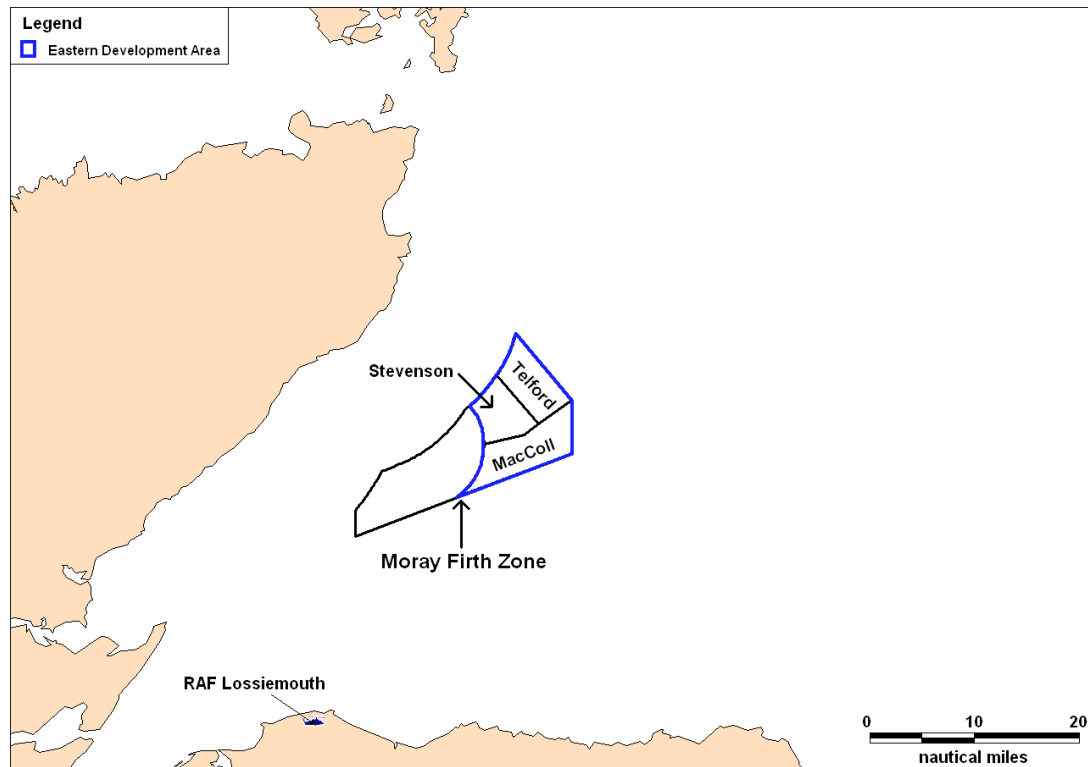 Legend
Eastern Development Area
Stevenson
Telford
MacColl
Moray Firth Zone
RAF Lossiemouth
0 10 20
nautical miles